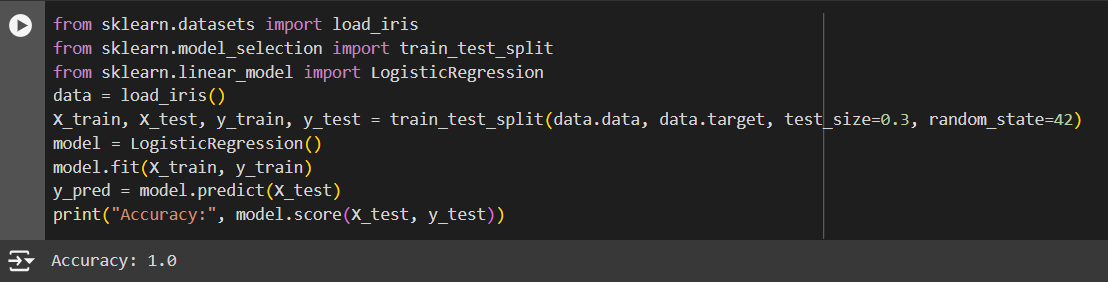 from sklearn.datasets import load_iris
from sklearn.model_selection import train_test_split
from sklearn.linear_model import LogisticRegression
data = load_iris()
X_train, X_test, y_train, y_test = train_test_split(data.data, data.target, test_size=0.3, random_state=42)
model = LogisticRegression()
model.fit(X_train, y_train)
y_pred = model.predict(X_test)
print("Accuracy:", model.score(X_test, y_test))
Accuracy: 1.0